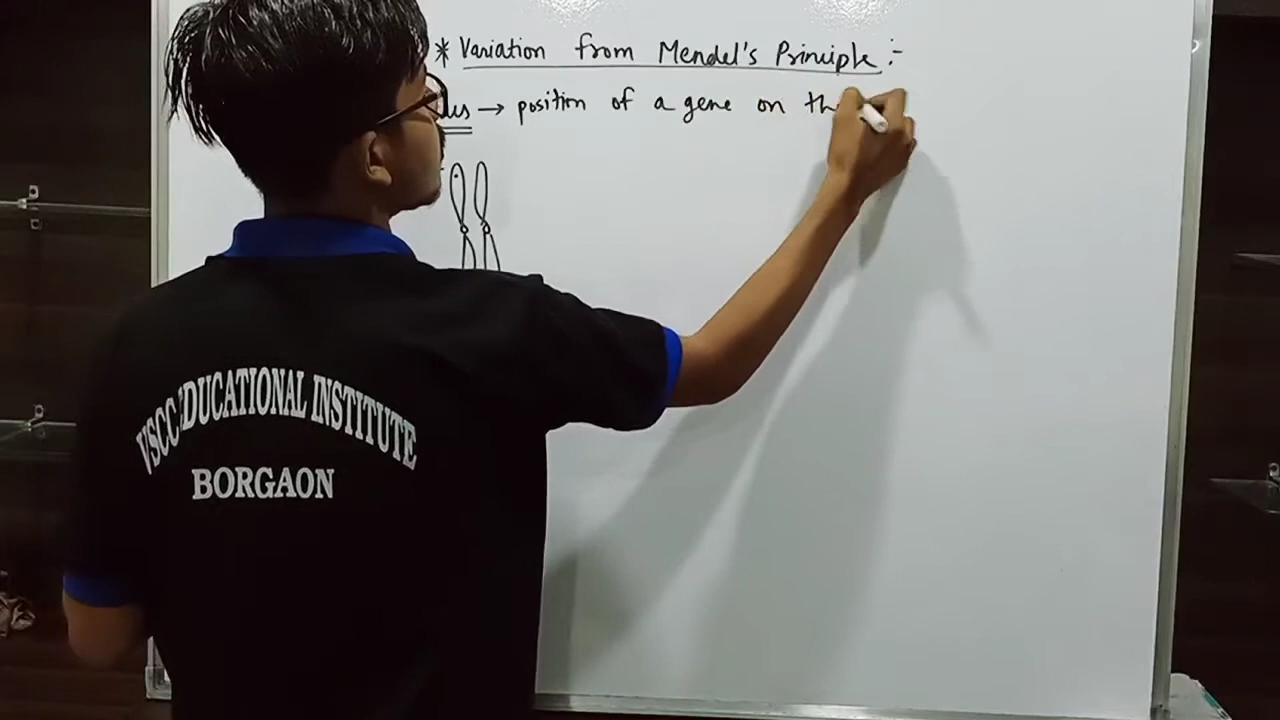 * Variation from Mendel's Principle :-
→ position of a gene on th
VSCC EDUCATIONAL INSTITUTE
BORGAON